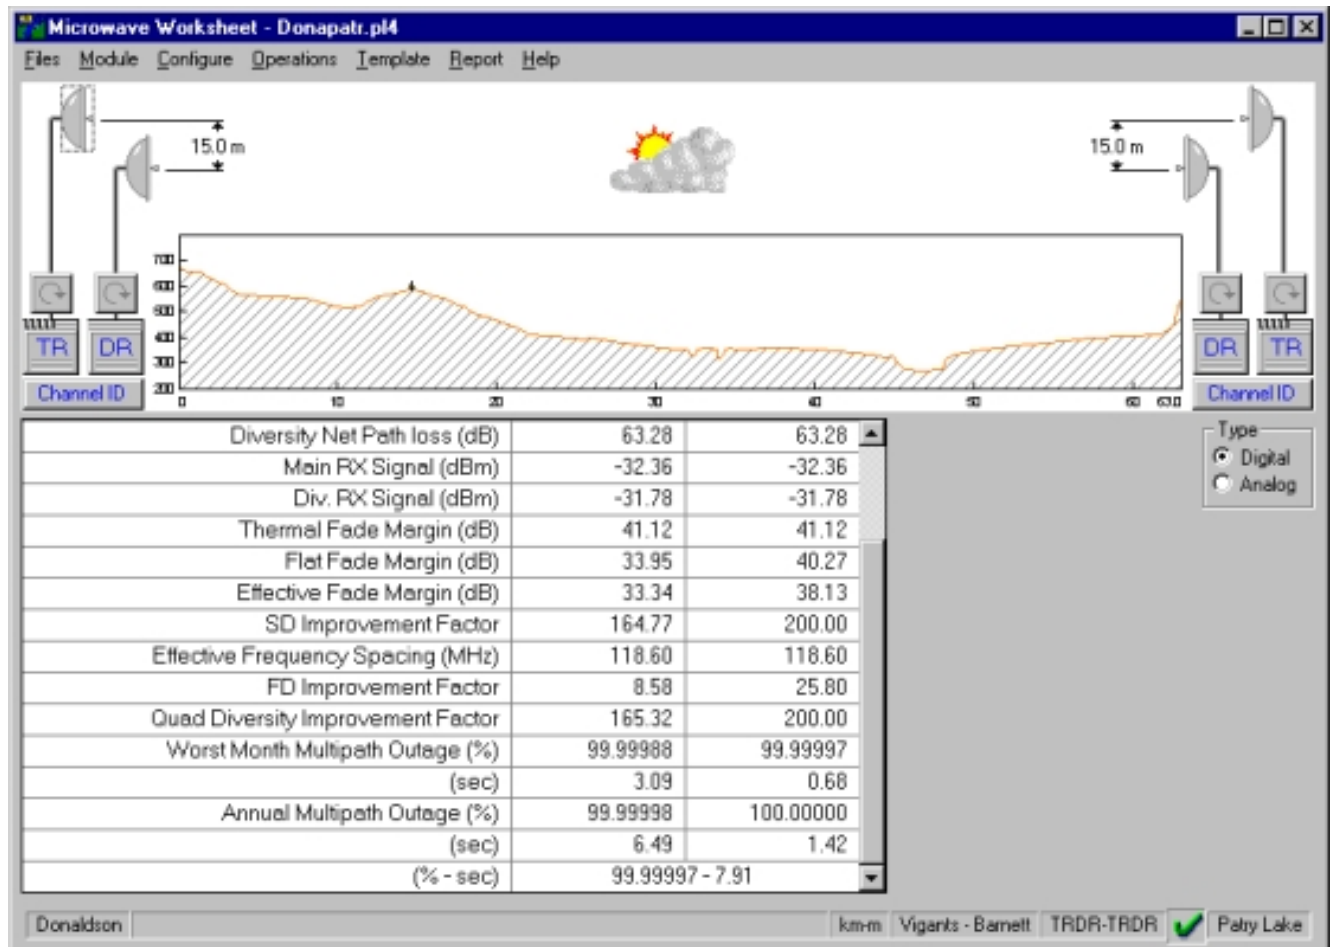 Microwave Worksheet - Donapatr.pl4
Files Module Configure Operations Template Report Help
15.0 m 15.0 m
700
600
500
400
300
200
0 10 20 30 40 50 60 63.0
TR DR DR TR
Channel ID Channel ID
Type
Digital
Analog
Diversity Net Path loss (dB) 63.28 63.28
Main RX Signal (dBm) -32.36 -32.36
Div. RX Signal (dBm) -31.78 -31.78
Thermal Fade Margin (dB) 41.12 41.12
Flat Fade Margin (dB) 33.95 40.27
Effective Fade Margin (dB) 33.34 38.13
SD Improvement Factor 164.77 200.00
Effective Frequency Spacing (MHz) 118.60 118.60
FD Improvement Factor 8.58 25.80
Quad Diversity Improvement Factor 165.32 200.00
Worst Month Multipath Outage (%) 99.99988 99.99997
(sec) 3.09 0.68
Annual Multipath Outage (%) 99.99998 100.00000
(sec) 6.49 1.42
(% - sec) 99.99997 - 7.91
Donaldson km-m Vigants - Barnett TRDR-TRDR Patry Lake